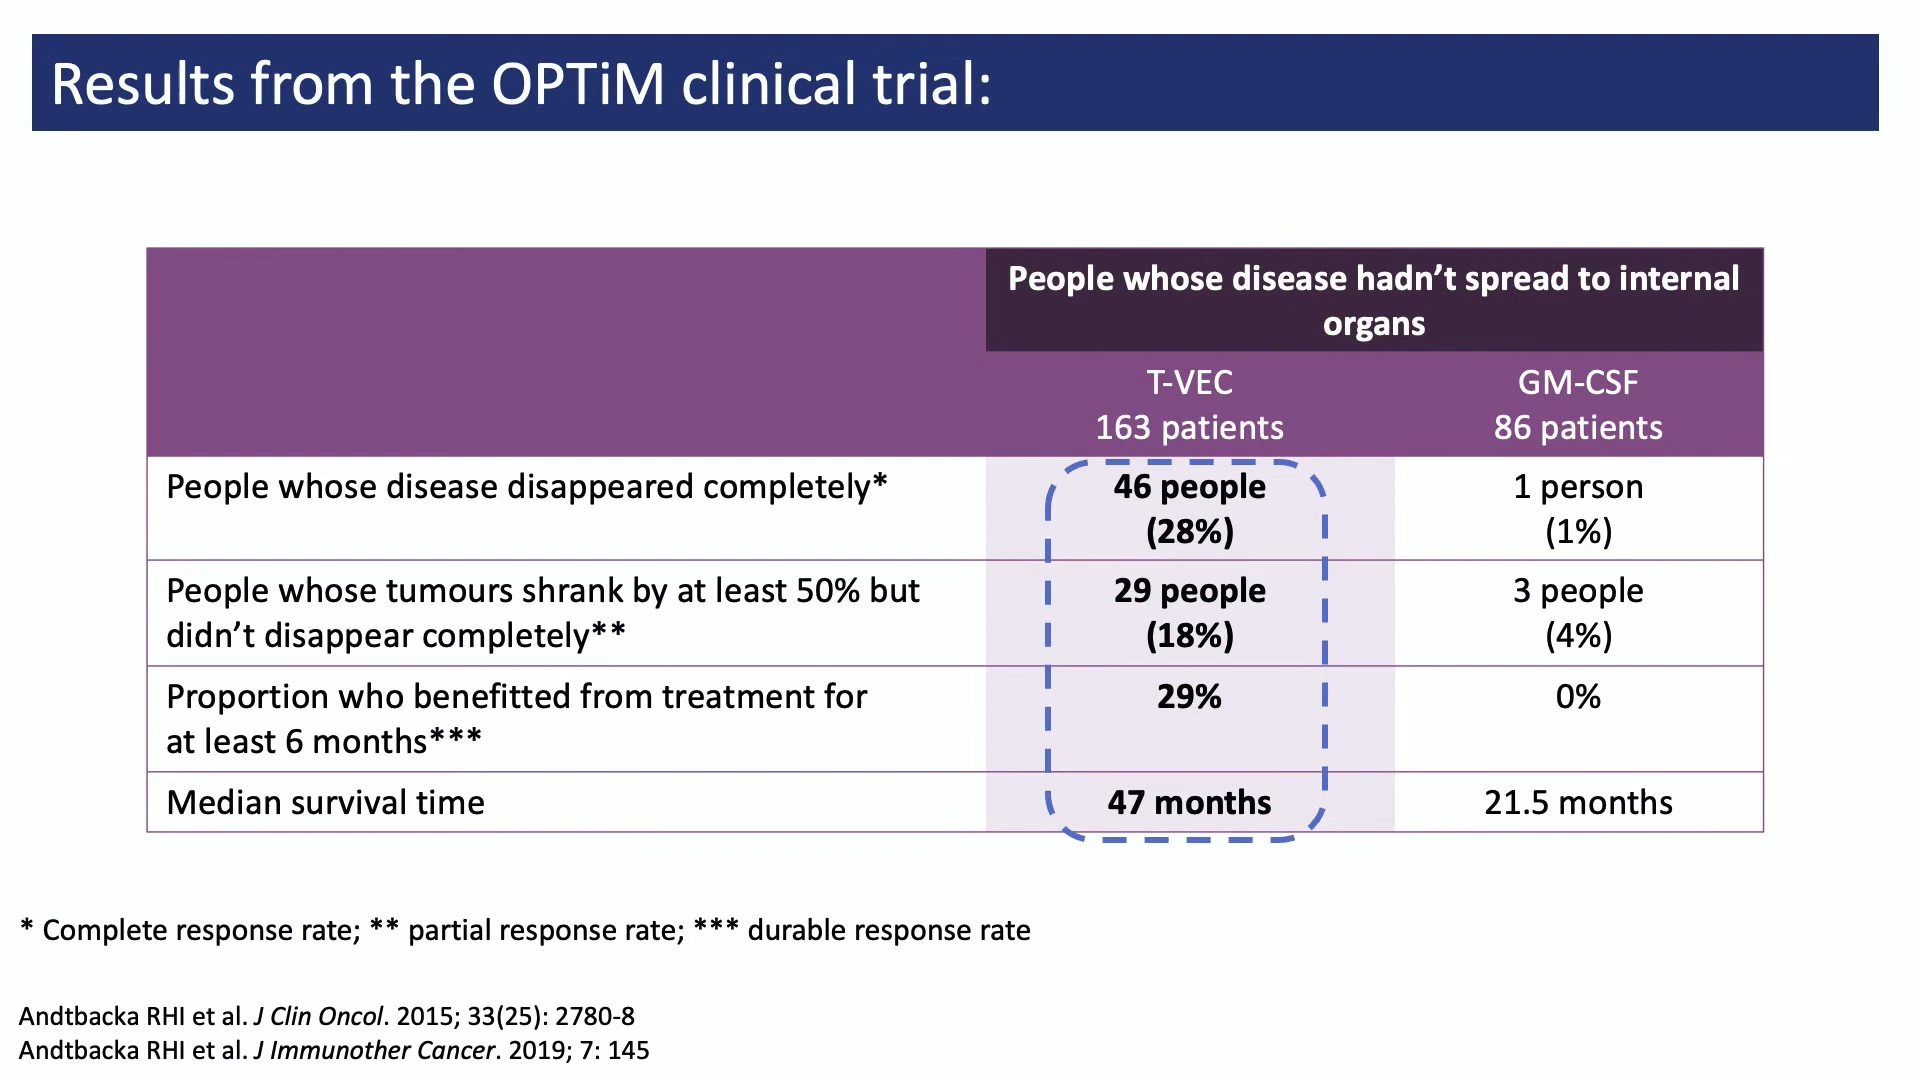 Results from the OPTiM clinical trial:
People whose disease hadn’t spread to internal
organs
T-VEC
163 patients
GM-CSF
86 patients
People whose disease disappeared completely*
46 people
(28%)
1 person
(1%)
People whose tumours shrank by at least 50% but
didn’t disappear completely**
29 people
(18%)
3 people
(4%)
Proportion who benefitted from treatment for
at least 6 months***
29%
0%
Median survival time
47 months
21.5 months
* Complete response rate; ** partial response rate; *** durable response rate
Andtbacka RHI et al. J Clin Oncol. 2015; 33(25): 2780-8
Andtbacka RHI et al. J Immunother Cancer. 2019; 7: 145